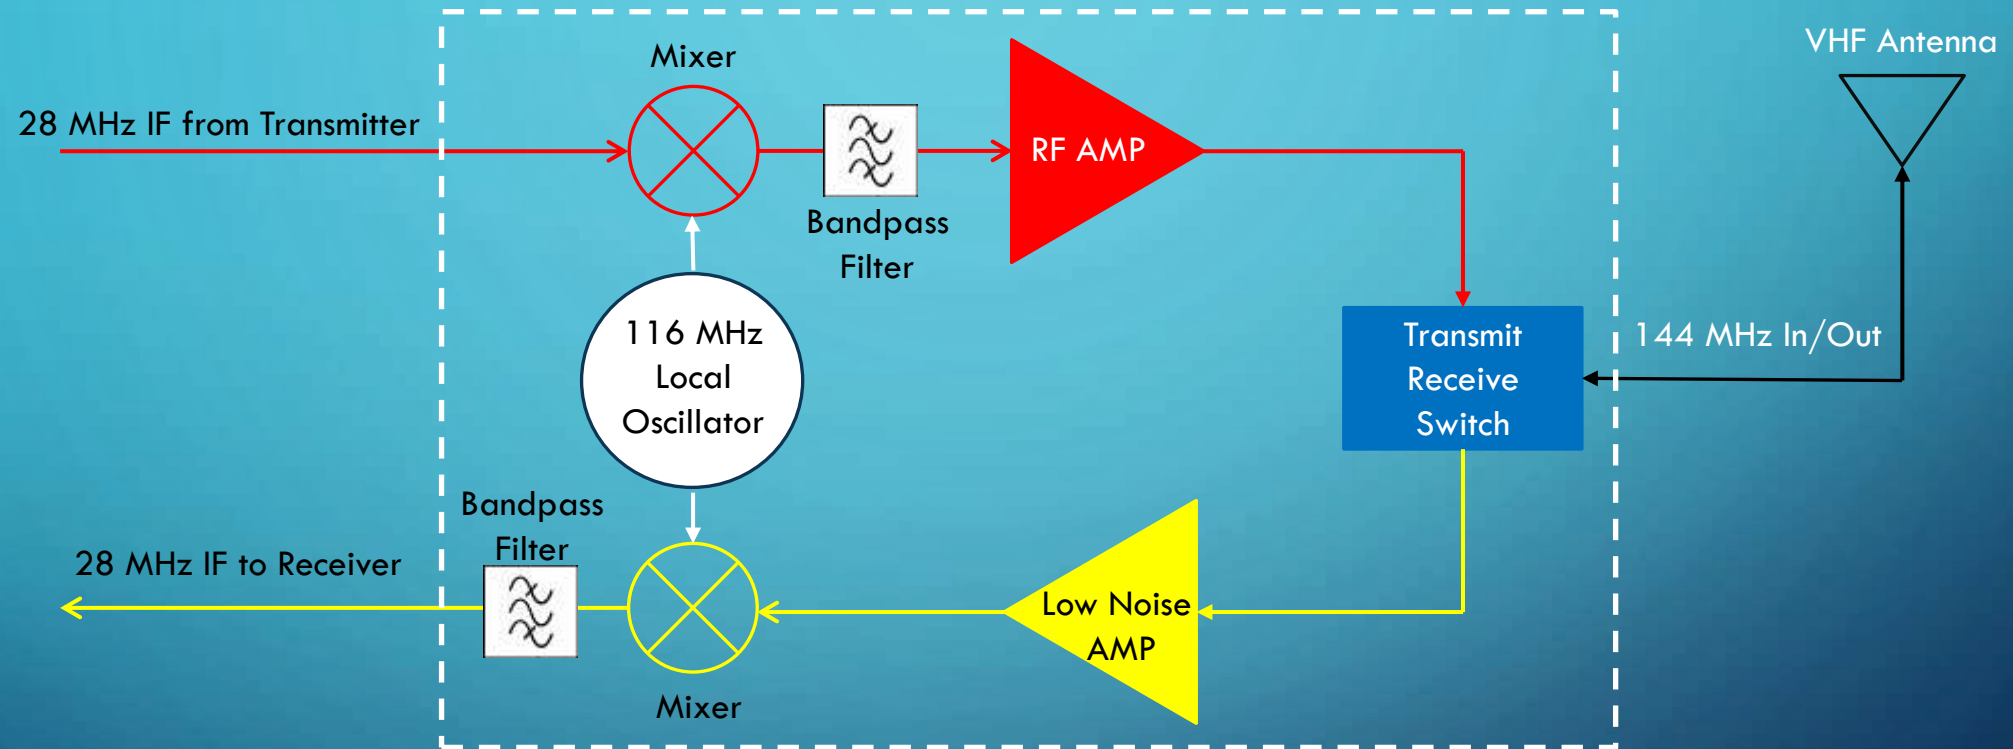 Mixer
VHF Antenna
28 MHz IF from Transmitter
RF AMP
Bandpass
Filter
116 MHz
Local
Oscillator
Transmit
Receive
Switch
144 MHz In/Out
Bandpass
Filter
28 MHz IF to Receiver
Low Noise
AMP
Mixer